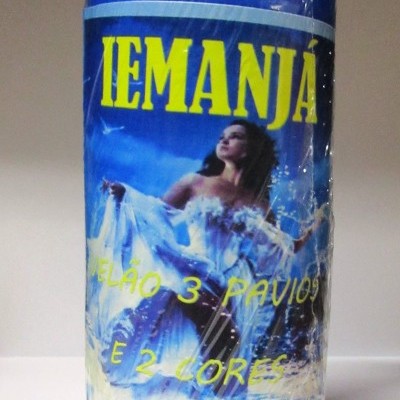 IEMANJÁ
VELÃO 3 PAVIOS
E 2 CORES